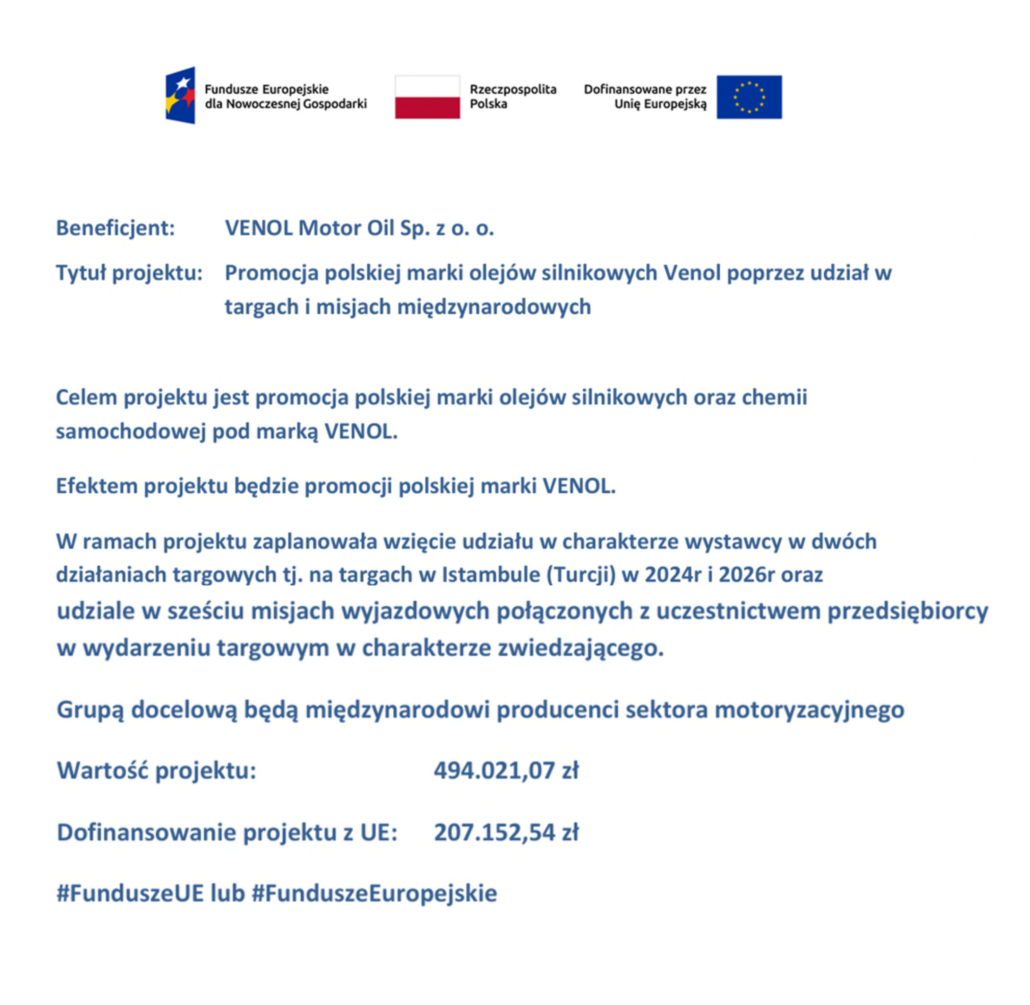 Fundusze Europejskie
dla Nowoczesnej Gospodarki
Rzeczpospolita
Polska
Dofinansowane przez
Unię Europejską
Beneficjent: VENOL Motor Oil Sp. z o. o.
Tytuł projektu: Promocja polskiej marki olejów silnikowych Venol poprzez udział w
targach i misjach międzynarodowych
Celem projektu jest promocja polskiej marki olejów silnikowych oraz chemii
samochodowej pod marką VENOL.
Efektem projektu będzie promocji polskiej marki VENOL.
W ramach projektu zaplanowała wzięcie udziału w charakterze wystawcy w dwóch
działaniach targowych tj. na targach w Istambule (Turcji) w 2024r i 2026r oraz
udziale w sześciu misjach wyjazdowych połączonych z uczestnictwem przedsiębiorcy
w wydarzeniu targowym w charakterze zwiedzającego.
Grupą docelową będą międzynarodowi producenci sektora motoryzacyjnego
Wartość projektu: 494.021,07 zł
Dofinansowanie projektu z UE: 207.152,54 zł
#FunduszeUE lub #FunduszeEuropejskie